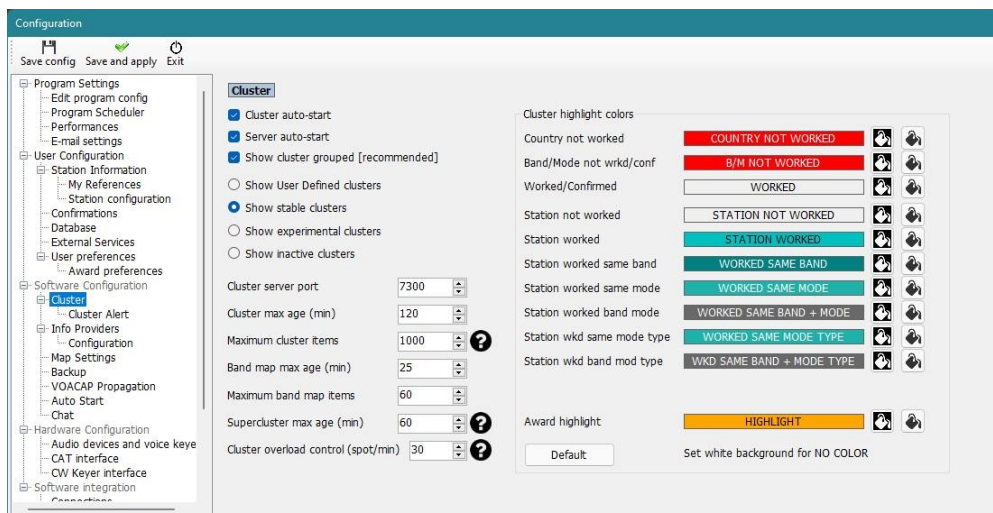 Configuration
Save config Save and apply Exit
Program Settings
Edit program config
Program Scheduler
Performances
E-mail settings
User Configuration
Station Information
My References
Station configuration
Confirmations
Database
External Services
User preferences
Award preferences
Software Configuration
Cluster
Cluster Alert
Info Providers
Configuration
Map Settings
Backup
VOACAP Propagation
Auto Start
Chat
Hardware Configuration
Audio devices and voice keye
CAT interface
CW Keyer interface
Software integration
Connections
Cluster
Cluster auto-start
Server auto-start
Show cluster grouped [recommended]
Show User Defined clusters
Show stable clusters
Show experimental clusters
Show inactive clusters
Cluster server port 7300
Cluster max age (min) 120
Maximum cluster items 1000 ?
Band map max age (min) 25
Maximum band map items 60
Supercluster max age (min) 60 ?
Cluster overload control (spot/min) 30 ?
Cluster highlight colors
Country not worked COUNTRY NOT WORKED
Band/Mode not wrkd/conf B/M NOT WORKED
Worked/Confirmed WORKED
Station not worked STATION NOT WORKED
Station worked STATION WORKED
Station worked same band WORKED SAME BAND
Station worked same mode WORKED SAME MODE
Station worked band mode WORKED SAME BAND + MODE
Station wkd same mode type WORKED SAME MODE TYPE
Station wkd band mod type WKD SAME BAND + MODE TYPE
Award highlight HIGHLIGHT
Default Set white background for NO COLOR